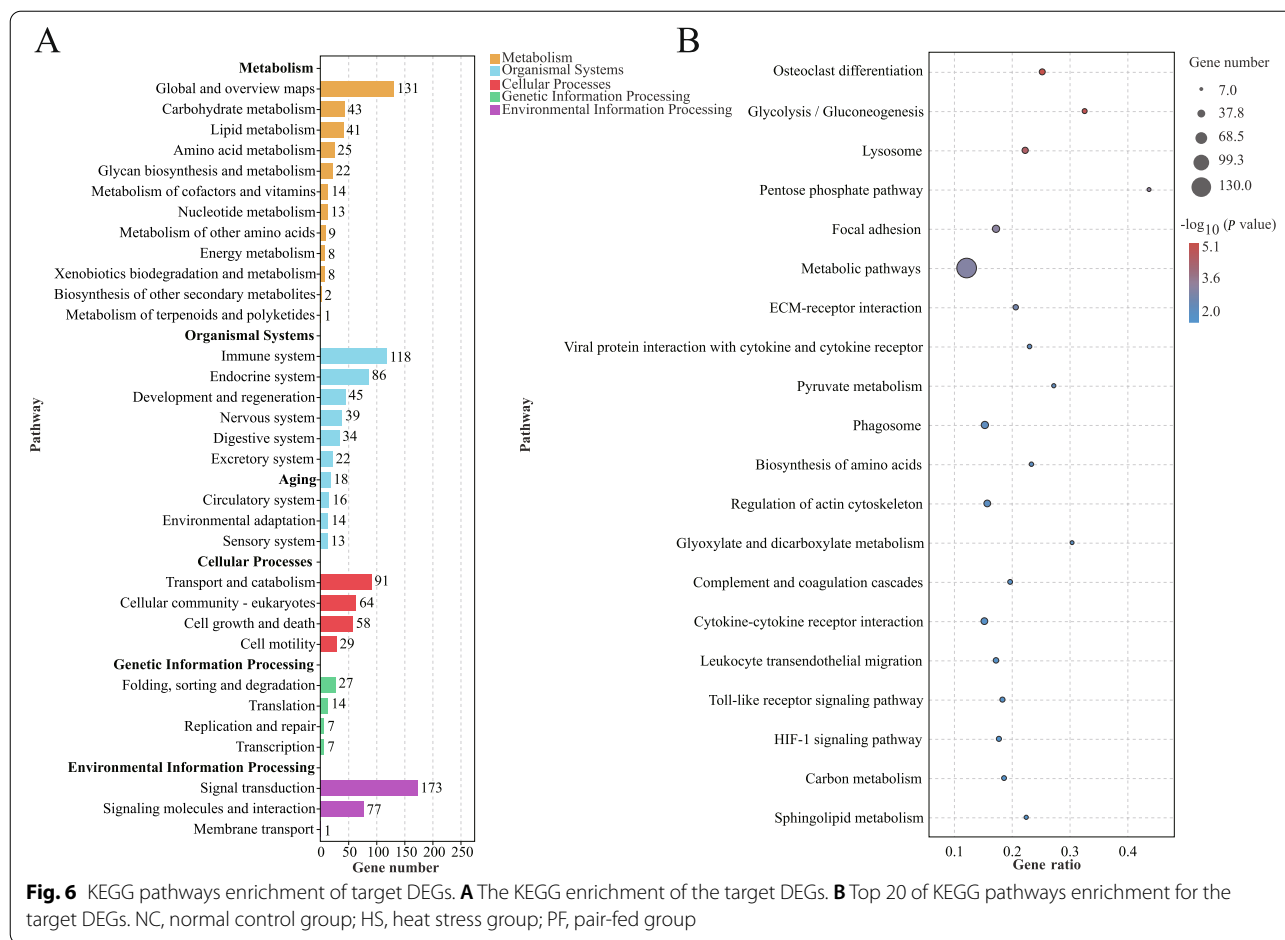 A
Metabolism
Global and overview maps 131
Carbohydrate metabolism 43
Lipid metabolism 41
Amino acid metabolism 25
Glycan biosynthesis and metabolism 22
Metabolism of cofactors and vitamins 14
Nucleotide metabolism 13
Metabolism of other amino acids 9
Energy metabolism 8
Xenobiotics biodegradation and metabolism 8
Biosynthesis of other secondary metabolites 2
Metabolism of terpenoids and polyketides 1
Organismal Systems
Immune system 118
Endocrine system 86
Development and regeneration 45
Nervous system 39
Digestive system 34
Excretory system 22
Aging 18
Circulatory system 16
Environmental adaptation 14
Sensory system 13
Cellular Processes
Transport and catabolism 91
Cellular community - eukaryotes 64
Cell growth and death 58
Cell motility 29
Genetic Information Processing
Folding, sorting and degradation 27
Translation 14
Replication and repair 7
Transcription 7
Environmental Information Processing
Signal transduction 173
Signaling molecules and interaction 77
Membrane transport 1
0 50 100 150 200 250
Gene number
Pathway
Metabolism
Organismal Systems
Cellular Processes
Genetic Information Processing
Environmental Information Processing
B
Osteoclast differentiation
Glycolysis / Gluconeogenesis
Lysosome
Pentose phosphate pathway
Focal adhesion
Metabolic pathways
ECM-receptor interaction
Viral protein interaction with cytokine and cytokine receptor
Pyruvate metabolism
Phagosome
Biosynthesis of amino acids
Regulation of actin cytoskeleton
Glyoxylate and dicarboxylate metabolism
Complement and coagulation cascades
Cytokine-cytokine receptor interaction
Leukocyte transendothelial migration
Toll-like receptor signaling pathway
HIF-1 signaling pathway
Carbon metabolism
Sphingolipid metabolism
0.1 0.2 0.3 0.4
Gene ratio
Pathway
Gene number
7.0
37.8
68.5
99.3
130.0
-log10 (P value)
5.1
3.6
2.0
Fig. 6 KEGG pathways enrichment of target DEGs. A The KEGG enrichment of the target DEGs. B Top 20 of KEGG pathways enrichment for the
target DEGs. NC, normal control group; HS, heat stress group; PF, pair-fed group